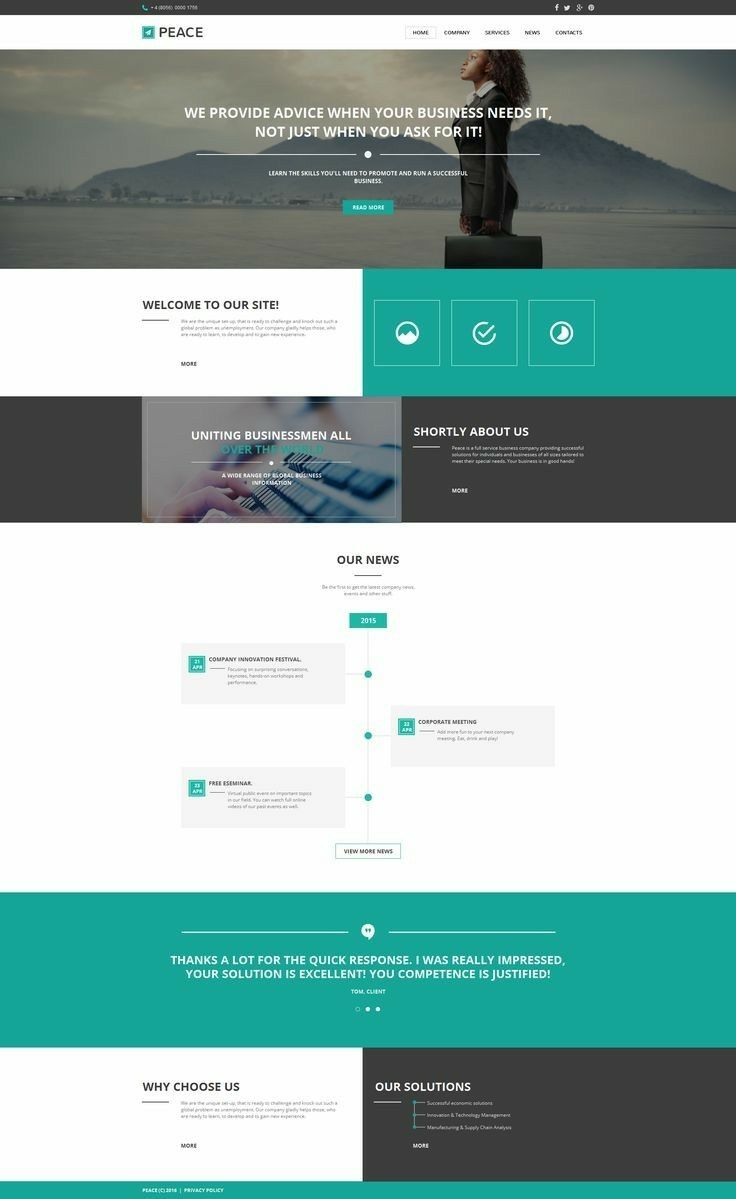 + 4 (8056) 0000 1756
PEACE
HOME COMPANY SERVICES NEWS CONTACTS
WE PROVIDE ADVICE WHEN YOUR BUSINESS NEEDS IT,
NOT JUST WHEN YOU ASK FOR IT!
LEARN THE SKILLS YOU'LL NEED TO PROMOTE AND RUN A SUCCESSFUL
BUSINESS.
READ MORE
WELCOME TO OUR SITE!
We are the unique set-up, that is ready to challenge and knock out such a
global problem as unemployment. Our company gladly helps those, who
are ready to learn, to develop and to gain new experience.
MORE
UNITING BUSINESSMEN ALL
OVER THE WORLD
A WIDE RANGE OF BLOBAL BUSINESS
INFORMATION
SHORTLY ABOUT US
Peace is a full service business company providing successful
solutions for individuals and businesses of all sizes tailored to
meet their special needs. Your business is in good hands!
MORE
OUR NEWS
Be the first to get the latest company news,
events and other stuff.
2015
21
APR
COMPANY INNOVATION FESTIVAL.
Focusing on surprising conversations,
keynotes, hands-on workshops and
performance.
22
APR
CORPORATE MEETING
Add more fun to your next company
meeting. Eat, drink and play!
23
APR
FREE ESEMINAR.
Virtual public event on important topics
in our field. You can watch full online
videos of our past events as well.
VIEW MORE NEWS
THANKS A LOT FOR THE QUICK RESPONSE. I WAS REALLY IMPRESSED,
YOUR SOLUTION IS EXCELLENT! YOU COMPETENCE IS JUSTIFIED!
TOM, CLIENT
WHY CHOOSE US
We are the unique set-up, that is ready to challenge and knock out such a
global problem as unemployment. Our company gladly helps those, who
are ready to learn, to develop and to gain new experience.
MORE
OUR SOLUTIONS
Successful economic solutions
Innovation & Technology Management
Manufacturing & Supply Chain Analysis
MORE
PEACE (C) 2016 | PRIVACY POLICY